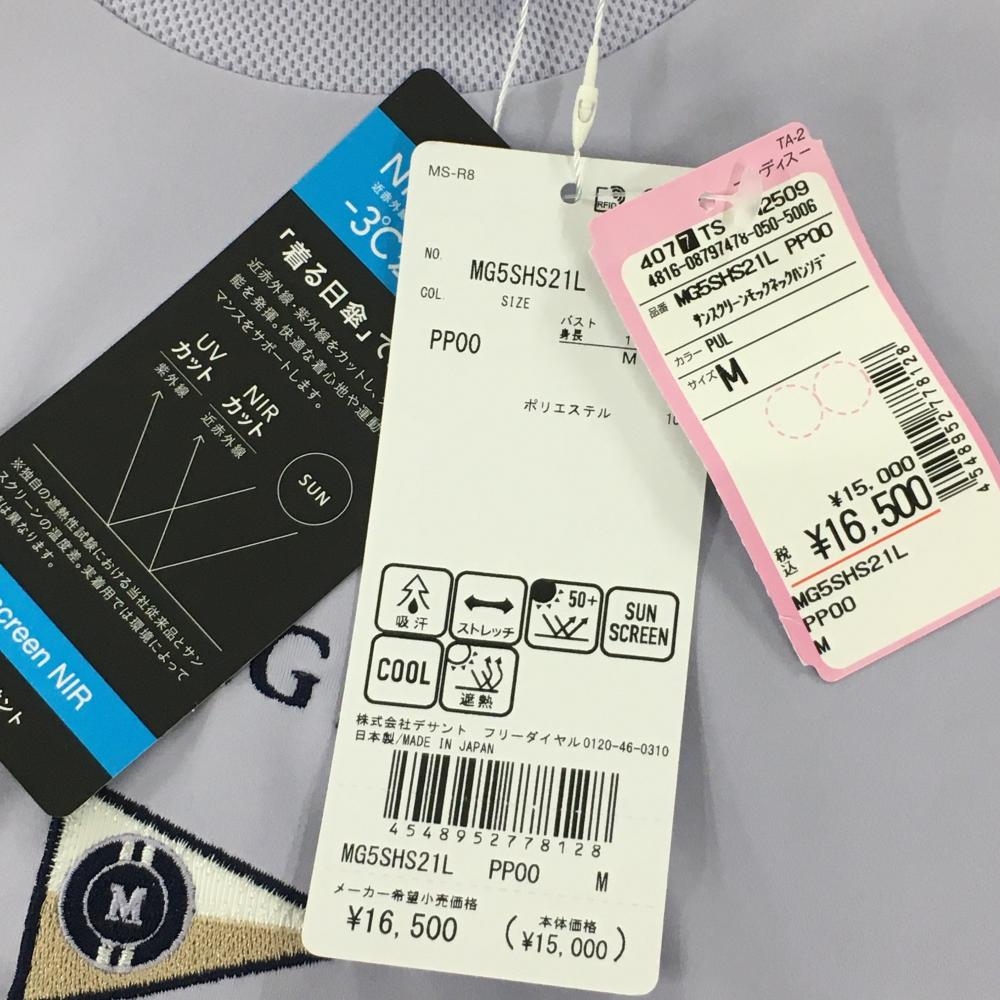 近赤外
-3℃
「着る日傘」で
近赤外線・紫外線をカットし、
能を発揮。快適な着心地や運動
マンスをサポートします。
UV
カット
紫外線
NIR
カット
近赤外線
SUN
※独自の遮熱性試験における当社従来品とサン
スクリーンの温度差。実着用では環境によって
は異なります。
creen NIR
ント
G
M
MS-R8
RFID
NO.
MG5SHS21L
COL.
SIZE
PP00
バスト
身長
M
ポリエステル
吸汗
ストレッチ
50+
SUN
SCREEN
COOL
遮熱
株式会社デサント フリーダイヤル0120-46-0310
日本製/MADE IN JAPAN
4548952778128
MG5SHS21L PP00 M
メーカー希望小売価格
¥16,500
本体価格
(¥15,000)
TA-2
ディス
4077TS 2509
4816-08797478-050-5006
品番 MG5SHS21L PP00
サンスクリーンモックネックハンソデ
カラー PUL
サイズ M
4548952778128
¥15,000
税込 ¥16,500
MG5SHS21L
PP00
M